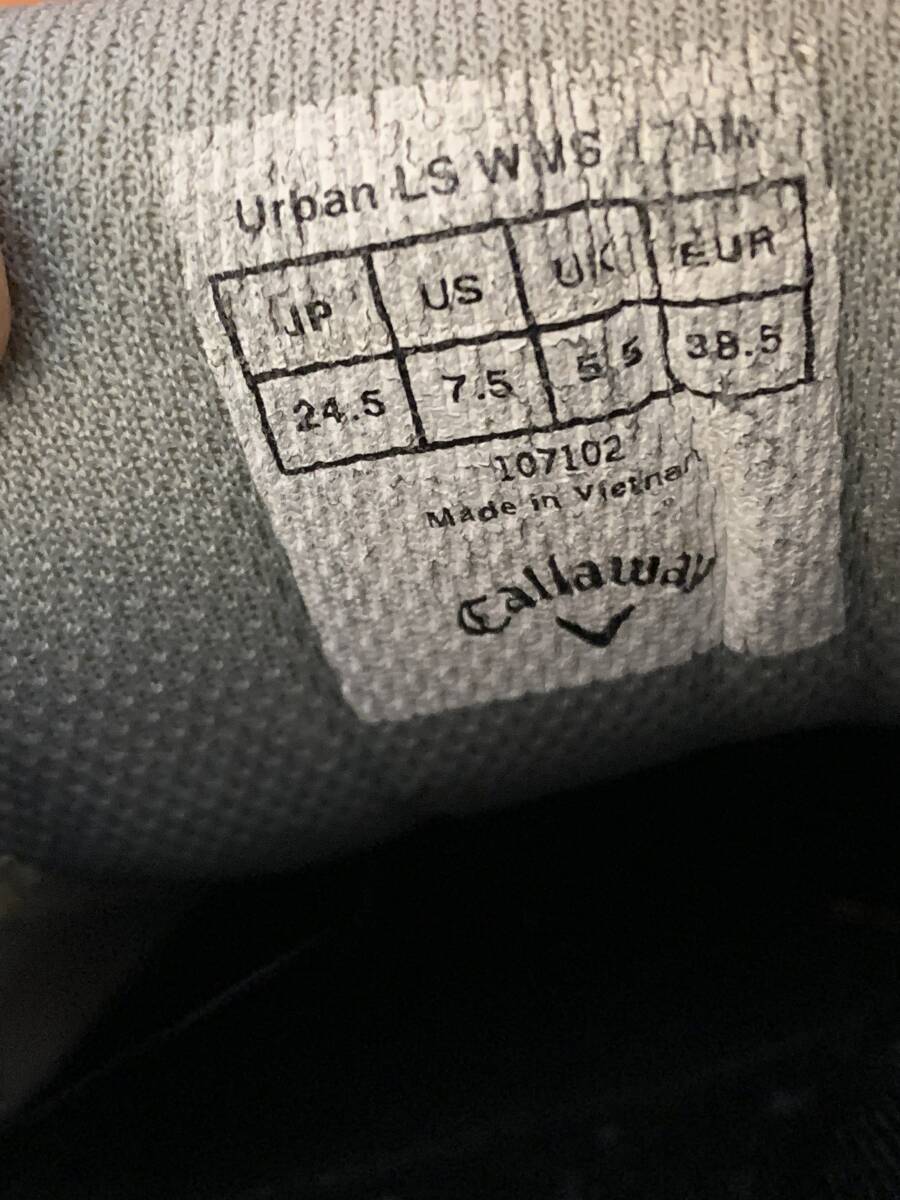 Urban LS WMS 17AM
JP US UK EUR
24.5 7.5 5.5 38.5
107102
Made in Vietnam
Callaway